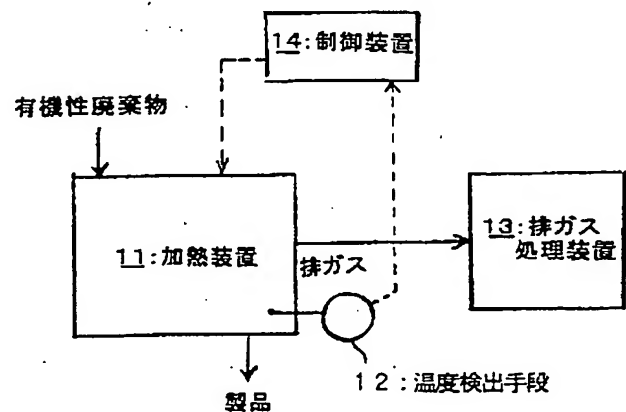 14:制御装置
有機性廃棄物
11:加熱装置
排ガス
13:排ガス
処理装置
12:温度検出手段
製品